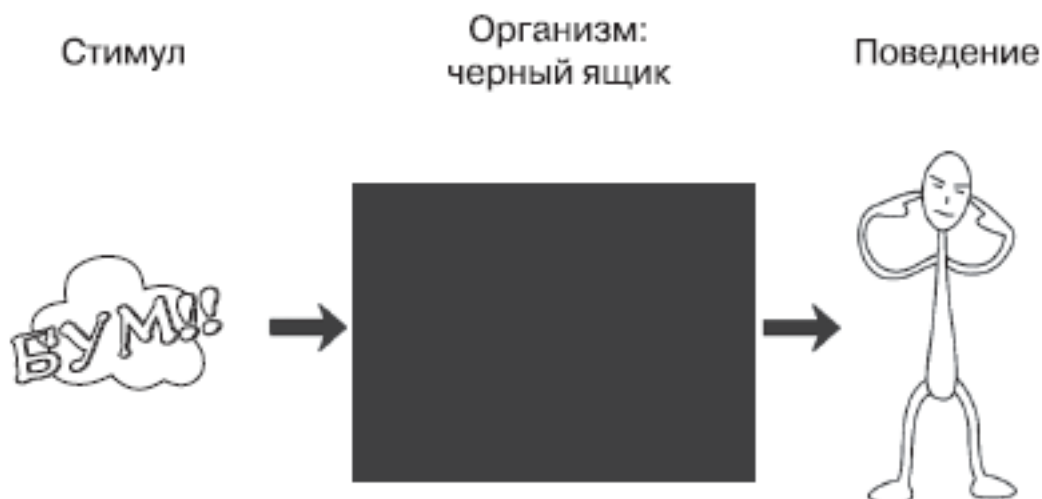 Стимул
Организм:
черный ящик
Поведение
БУМ!!